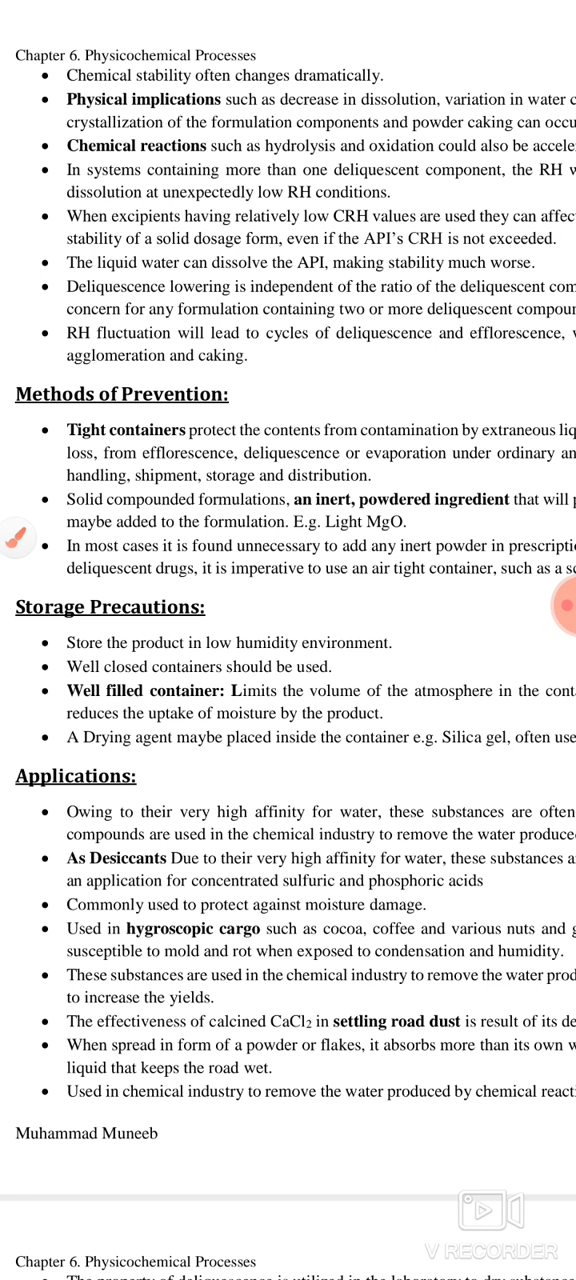 Chapter 6. Physicochemical Processes
• Chemical stability often changes dramatically.
• Physical implications such as decrease in dissolution, variation in water
crystallization of the formulation components and powder caking can occu
• Chemical reactions such as hydrolysis and oxidation could also be accele
• In systems containing more than one deliquescent component, the RH
dissolution at unexpectedly low RH conditions.
• When excipients having relatively low CRH values are used they can affec
stability of a solid dosage form, even if the API's CRH is not exceeded.
• The liquid water can dissolve the API, making stability much worse.
• Deliquescence lowering is independent of the ratio of the deliquescent com
concern for any formulation containing two or more deliquescent compou
• RH fluctuation will lead to cycles of deliquescence and efflorescence,
agglomeration and caking.
Methods of Prevention:
• Tight containers protect the contents from contamination by extraneous liq
loss, from efflorescence, deliquescence or evaporation under ordinary an
handling, shipment, storage and distribution.
• Solid compounded formulations, an inert, powdered ingredient that will
maybe added to the formulation. E.g. Light MgO.
• In most cases it is found unnecessary to add any inert powder in prescripti
deliquescent drugs, it is imperative to use an air tight container, such as a
Storage Precautions:
• Store the product in low humidity environment.
• Well closed containers should be used.
• Well filled container: Limits the volume of the atmosphere in the cont
reduces the uptake of moisture by the product.
• A Drying agent maybe placed inside the container e.g. Silica gel, often use
Applications:
• Owing to their very high affinity for water, these substances are often
compounds are used in the chemical industry to remove the water produce
• As Desiccants Due to their very high affinity for water, these substances a
an application for concentrated sulfuric and phosphoric acids
• Commonly used to protect against moisture damage.
• Used in hygroscopic cargo such as cocoa, coffee and various nuts and
susceptible to mold and rot when exposed to condensation and humidity.
• These substances are used in the chemical industry to remove the water prod
to increase the yields.
• The effectiveness of calcined CaCl₂ in settling road dust is result of its de
• When spread in form of a powder or flakes, it absorbs more than its own
liquid that keeps the road wet.
• Used in chemical industry to remove the water produced by chemical react
Muhammad Muneeb
V RECORDER
Chapter 6. Physicochemical Processes